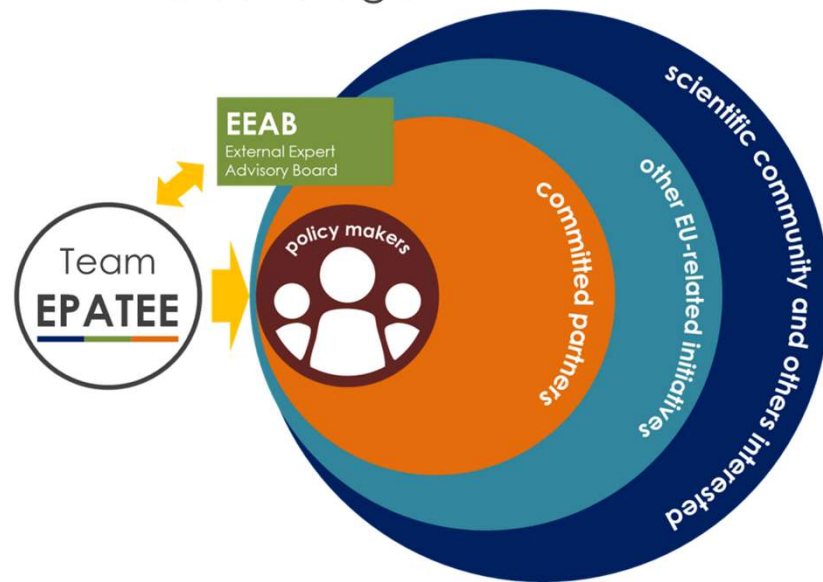 EEAB
External Expert
Advisory Board
Team
EPATEE
policy makers
committed partners
other EU-related initiatives
scientific community and others interested